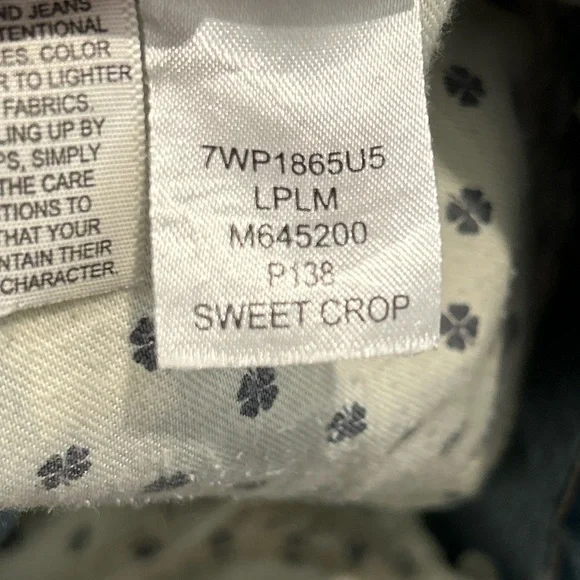 ND JEANS
TENTIONAL
ES. COLOR
R TO LIGHTER
FABRICS.
LING UP BY
PS, SIMPLY
THE CARE
TIONS TO
HAT YOUR
NTAIN THEIR
CHARACTER.
7WP1865U5
LPLM
M645200
P138
SWEET CROP